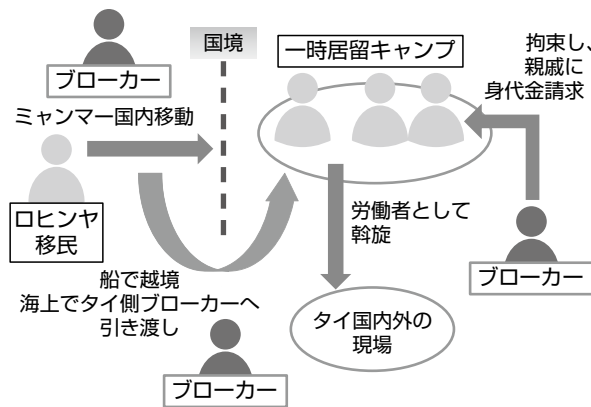 国境
一時居留キャンプ
拘束し、
親戚に
身代金請求
ブローカー
ミャンマー国内移動
ロヒンヤ
移民
労働者として
斡旋
ブローカー
船で越境
海上でタイ側ブローカーへ
引き渡し
タイ国内外の
現場
ブローカー